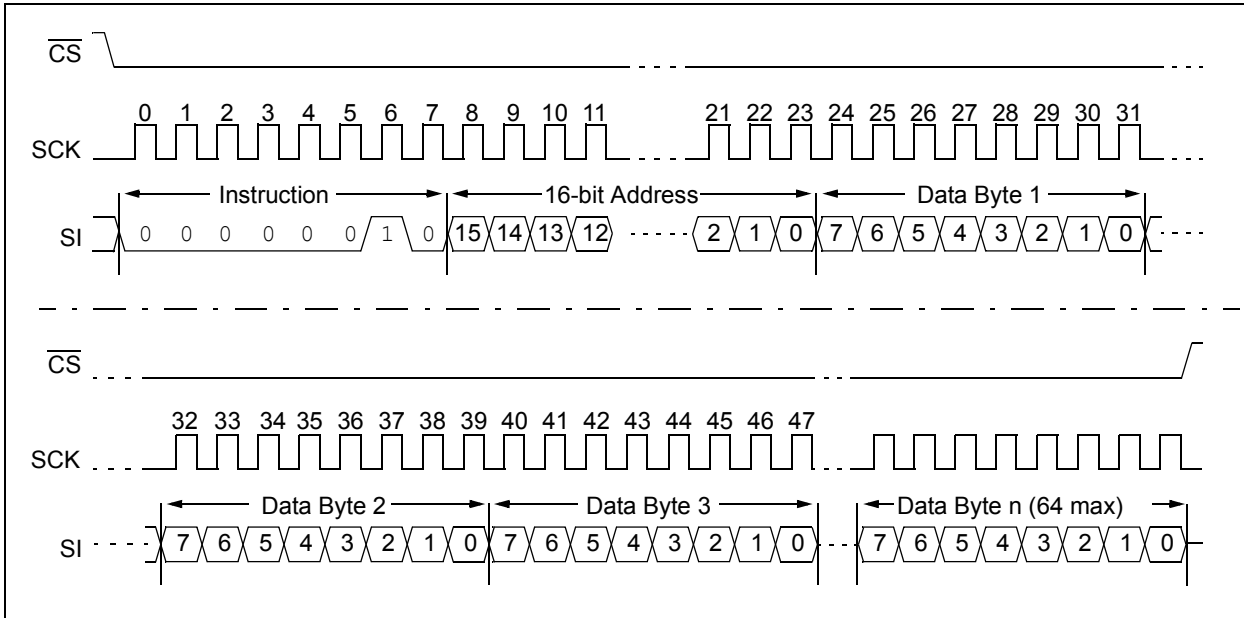 CS
0 1 2 3 4 5 6 7 8 9 10 11 21 22 23 24 25 26 27 28 29 30 31
SCK
Instruction 16-bit Address Data Byte 1
SI 0 0 0 0 0 0 1 0 15 14 13 12 2 1 0 7 6 5 4 3 2 1 0
CS
32 33 34 35 36 37 38 39 40 41 42 43 44 45 46 47
SCK
Data Byte 2 Data Byte 3 Data Byte n (64 max)
SI 7 6 5 4 3 2 1 0 7 6 5 4 3 2 1 0 7 6 5 4 3 2 1 0